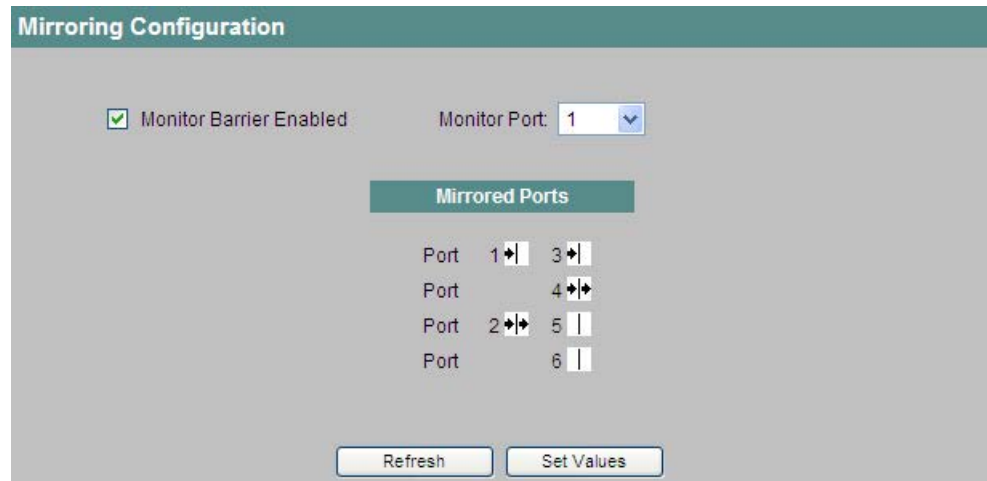 Mirroring Configuration
Monitor Barrier Enabled Monitor Port: 1
Mirrored Ports
Port 1 3
Port 4
Port 2 5
Port 6
Refresh Set Values